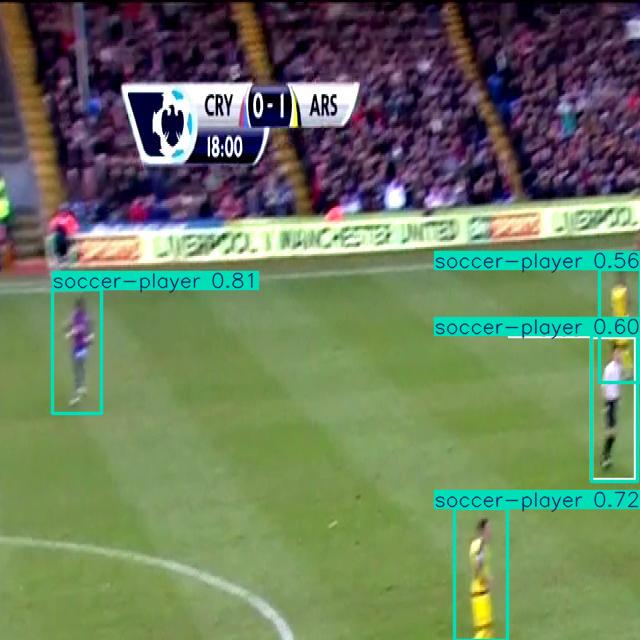 CRY 0-1 ARS
18:00
LIVERPOOL V MANCHESTER UNITED
LIVERPOOL
soccer-player 0.56
soccer-player 0.81
soccer-player 0.60
soccer-player 0.72